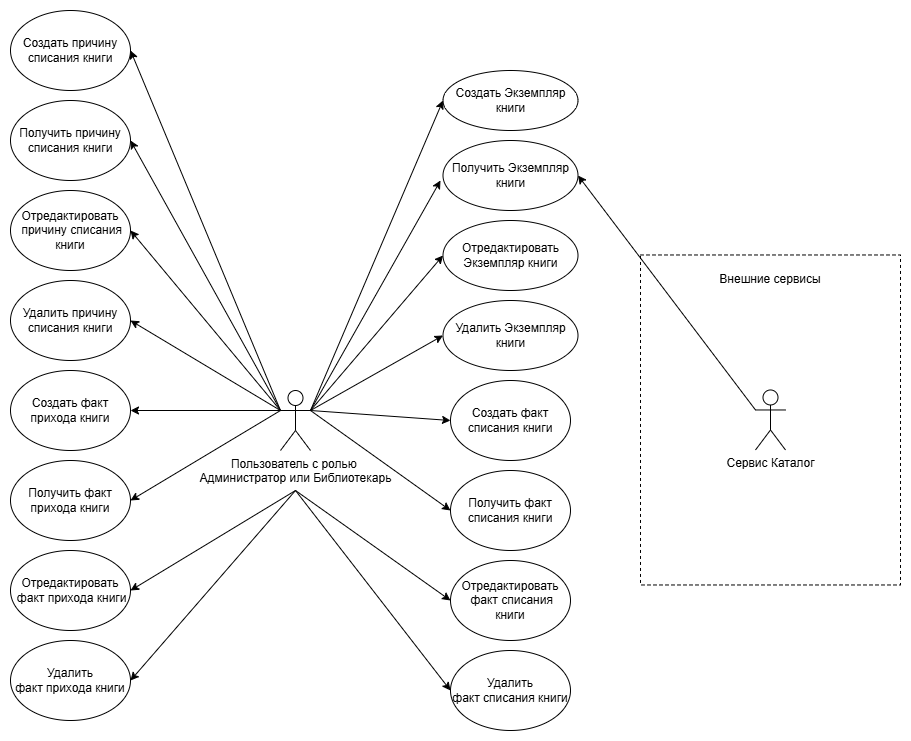 Создать причину
списания книги
Получить причину
списания книги
Отредактировать
причину списания
книги
Удалить причину
списания книги
Создать факт
прихода книги
Получить факт
прихода книги
Отредактировать
факт прихода книги
Удалить
факт прихода книги
Пользователь с ролью
Администратор или Библиотекарь
Создать Экземпляр
книги
Получить Экземпляр
книги
Отредактировать
Экземпляр книги
Удалить Экземпляр
книги
Создать факт
списания книги
Получить факт
списания книги
Отредактировать
факт списания
книги
Удалить
факт списания книги
Внешние сервисы
Сервис Каталог